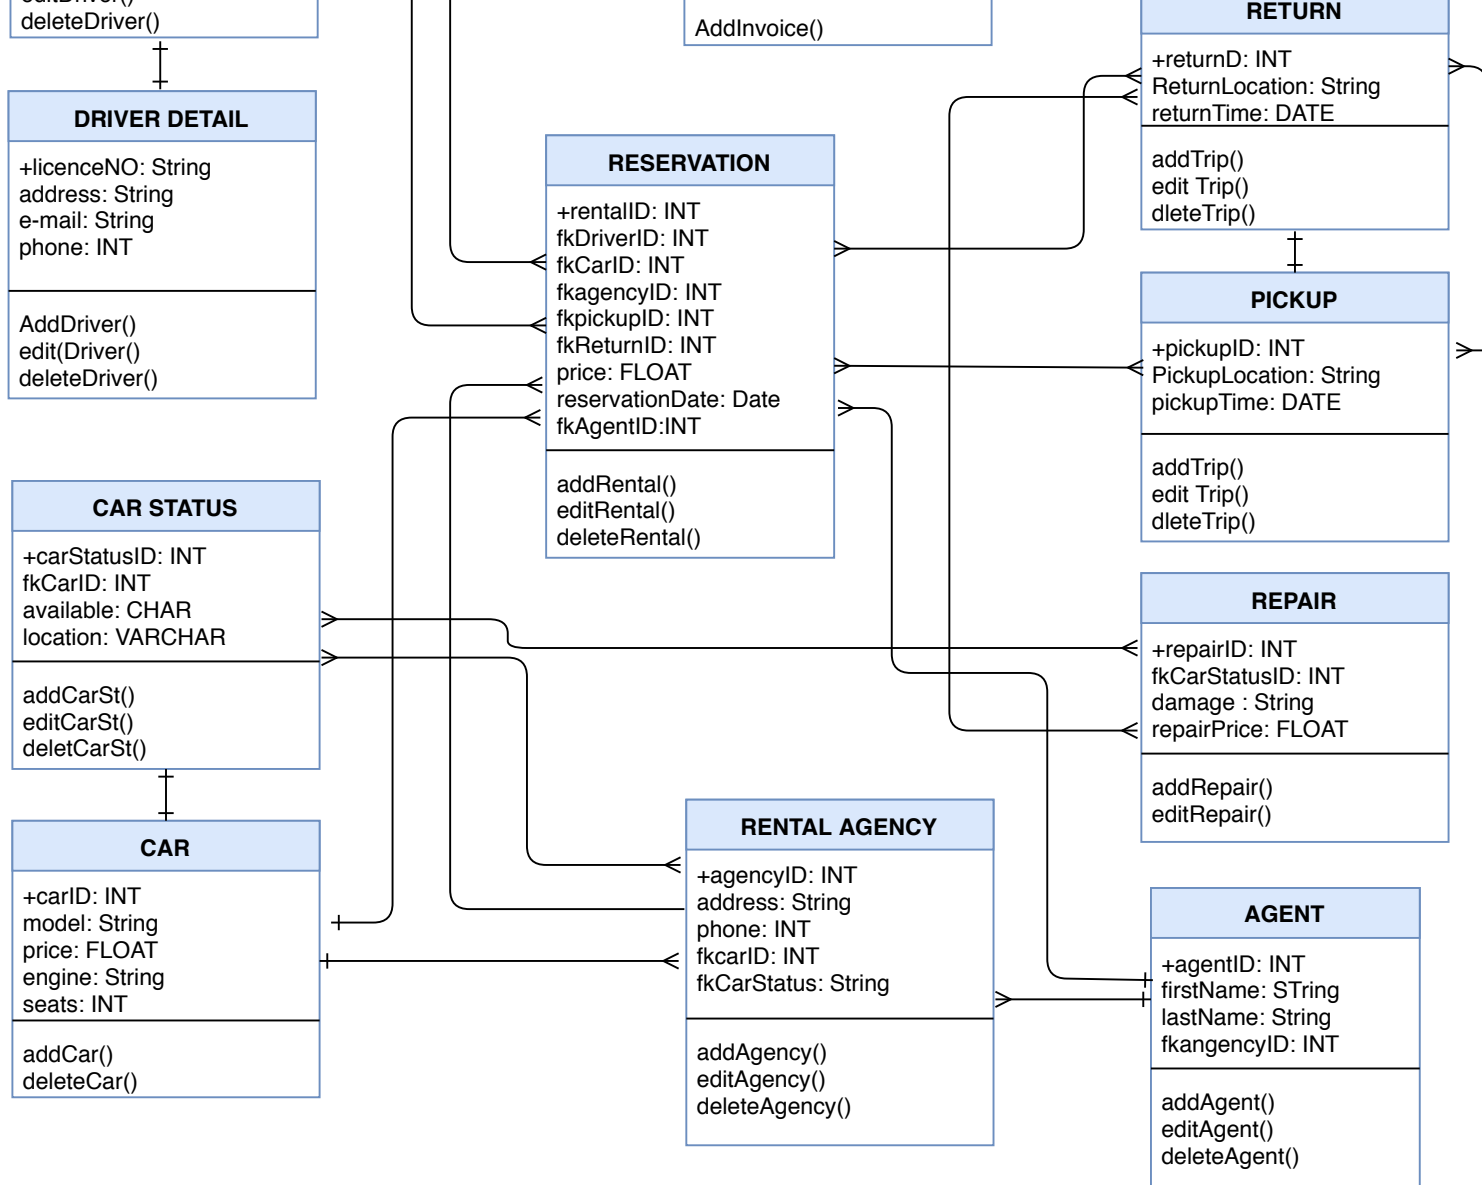 deleteDriver()
DRIVER DETAIL
+licenceNO: String
address: String
e-mail: String
phone: INT
AddDriver()
edit(Driver()
deleteDriver()
CAR STATUS
+carStatusID: INT
fkCarID: INT
available: CHAR
location: VARCHAR
addCarSt()
editCarSt()
deletCarSt()
CAR
+carID: INT
model: String
price: FLOAT
engine: String
seats: INT
addCar()
deleteCar()
AddInvoice()
RESERVATION
+rentalID: INT
fkDriverID: INT
fkCarID: INT
fkagencyID: INT
fkpickupID: INT
fkReturnID: INT
price: FLOAT
reservationDate: Date
fkAgentID:INT
addRental()
editRental()
deleteRental()
RENTAL AGENCY
+agencyID: INT
address: String
phone: INT
fkcarID: INT
fkCarStatus: String
addAgency()
editAgency()
deleteAgency()
RETURN
+returnD: INT
ReturnLocation: String
returnTime: DATE
addTrip()
edit Trip()
dleteTrip()
PICKUP
+pickupID: INT
PickupLocation: String
pickupTime: DATE
addTrip()
edit Trip()
dleteTrip()
REPAIR
+repairID: INT
fkCarStatusID: INT
damage : String
repairPrice: FLOAT
addRepair()
editRepair()
AGENT
+agentID: INT
firstName: STring
lastName: String
fkangencyID: INT
addAgent()
editAgent()
deleteAgent()